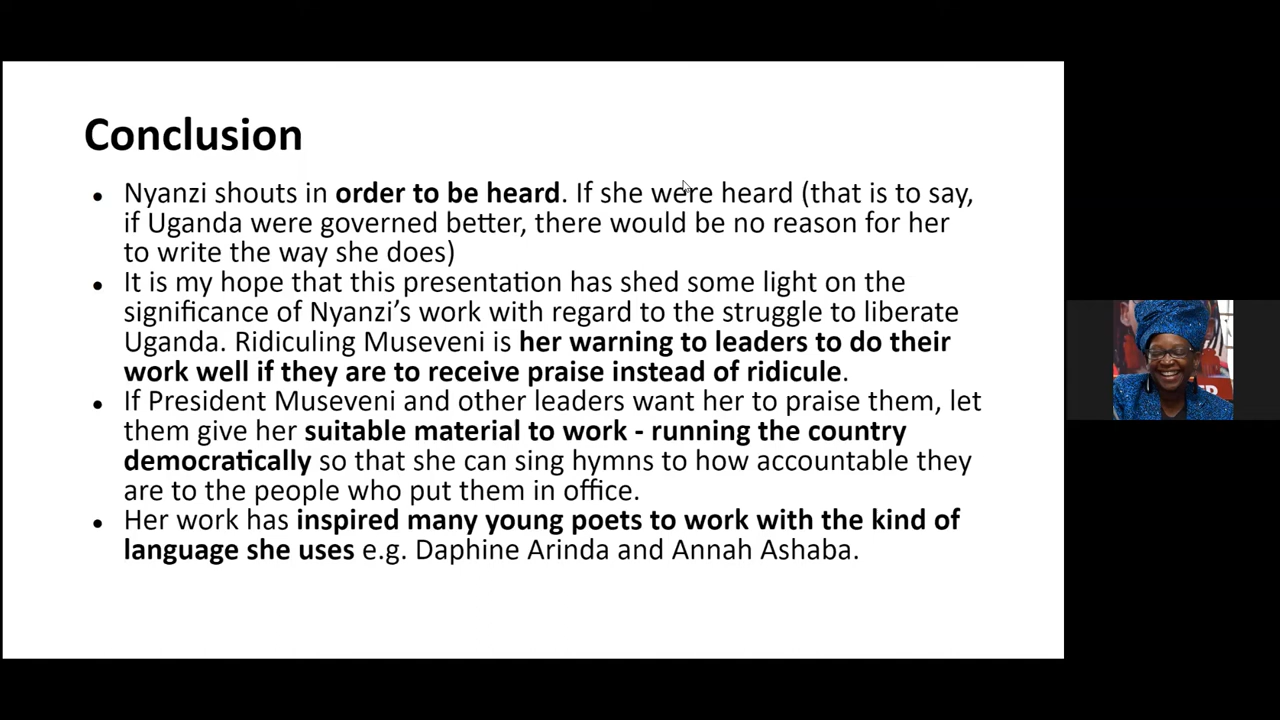 Conclusion
• Nyanzi shouts in order to be heard. If she were heard (that is to say,
if Uganda were governed better, there would be no reason for her
to write the way she does)
• It is my hope that this presentation has shed some light on the
significance of Nyanzi’s work with regard to the struggle to liberate
Uganda. Ridiculing Museveni is her warning to leaders to do their
work well if they are to receive praise instead of ridicule.
• If President Museveni and other leaders want her to praise them, let
them give her suitable material to work - running the country
democratically so that she can sing hymns to how accountable they
are to the people who put them in office.
• Her work has inspired many young poets to work with the kind of
language she uses e.g. Daphine Arinda and Annah Ashaba.